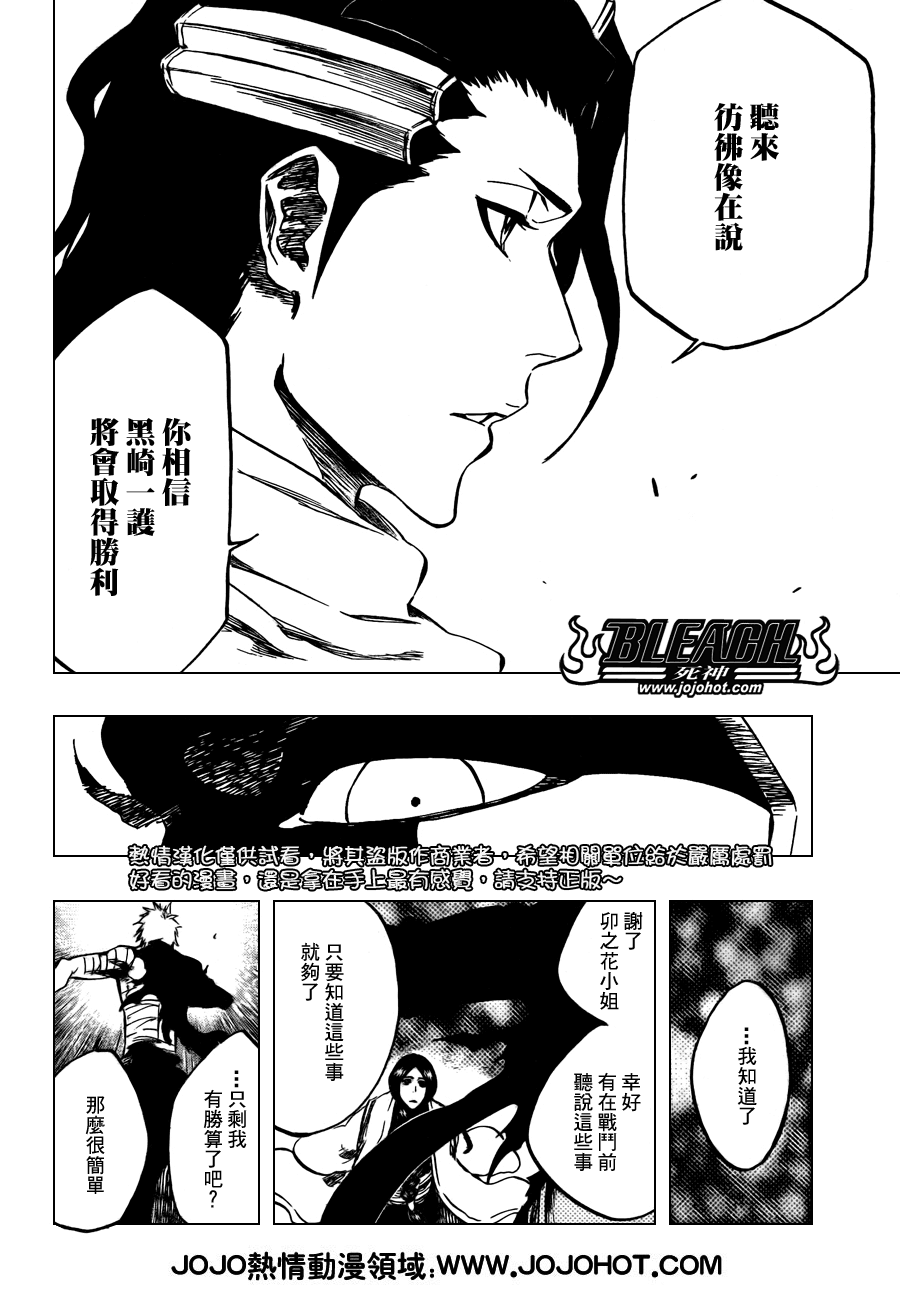 聽來
彷彿像在說
你相信
黑崎一護
將會取得勝利
BLEACH
死神
www.jojohot.com
熱情漢化僅供試看，將其盜版作商業者，希望相關單位給於嚴厲處罰
好看的漫畫，還是拿在手上最有感覺，請支持正版～
…我知道了
謝了
卯之花小姐
幸好
有在戰鬥前
聽說這些事
只要知道這些事
就夠了
…只剩我
有勝算了吧？
那麼很簡單
JOJO熱情動漫領域:WWW.JOJOHOT.COM